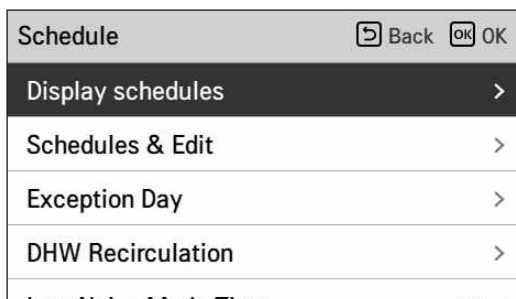 Schedule Back OK OK
Display schedules
Schedules & Edit
Exception Day
DHW Recirculation